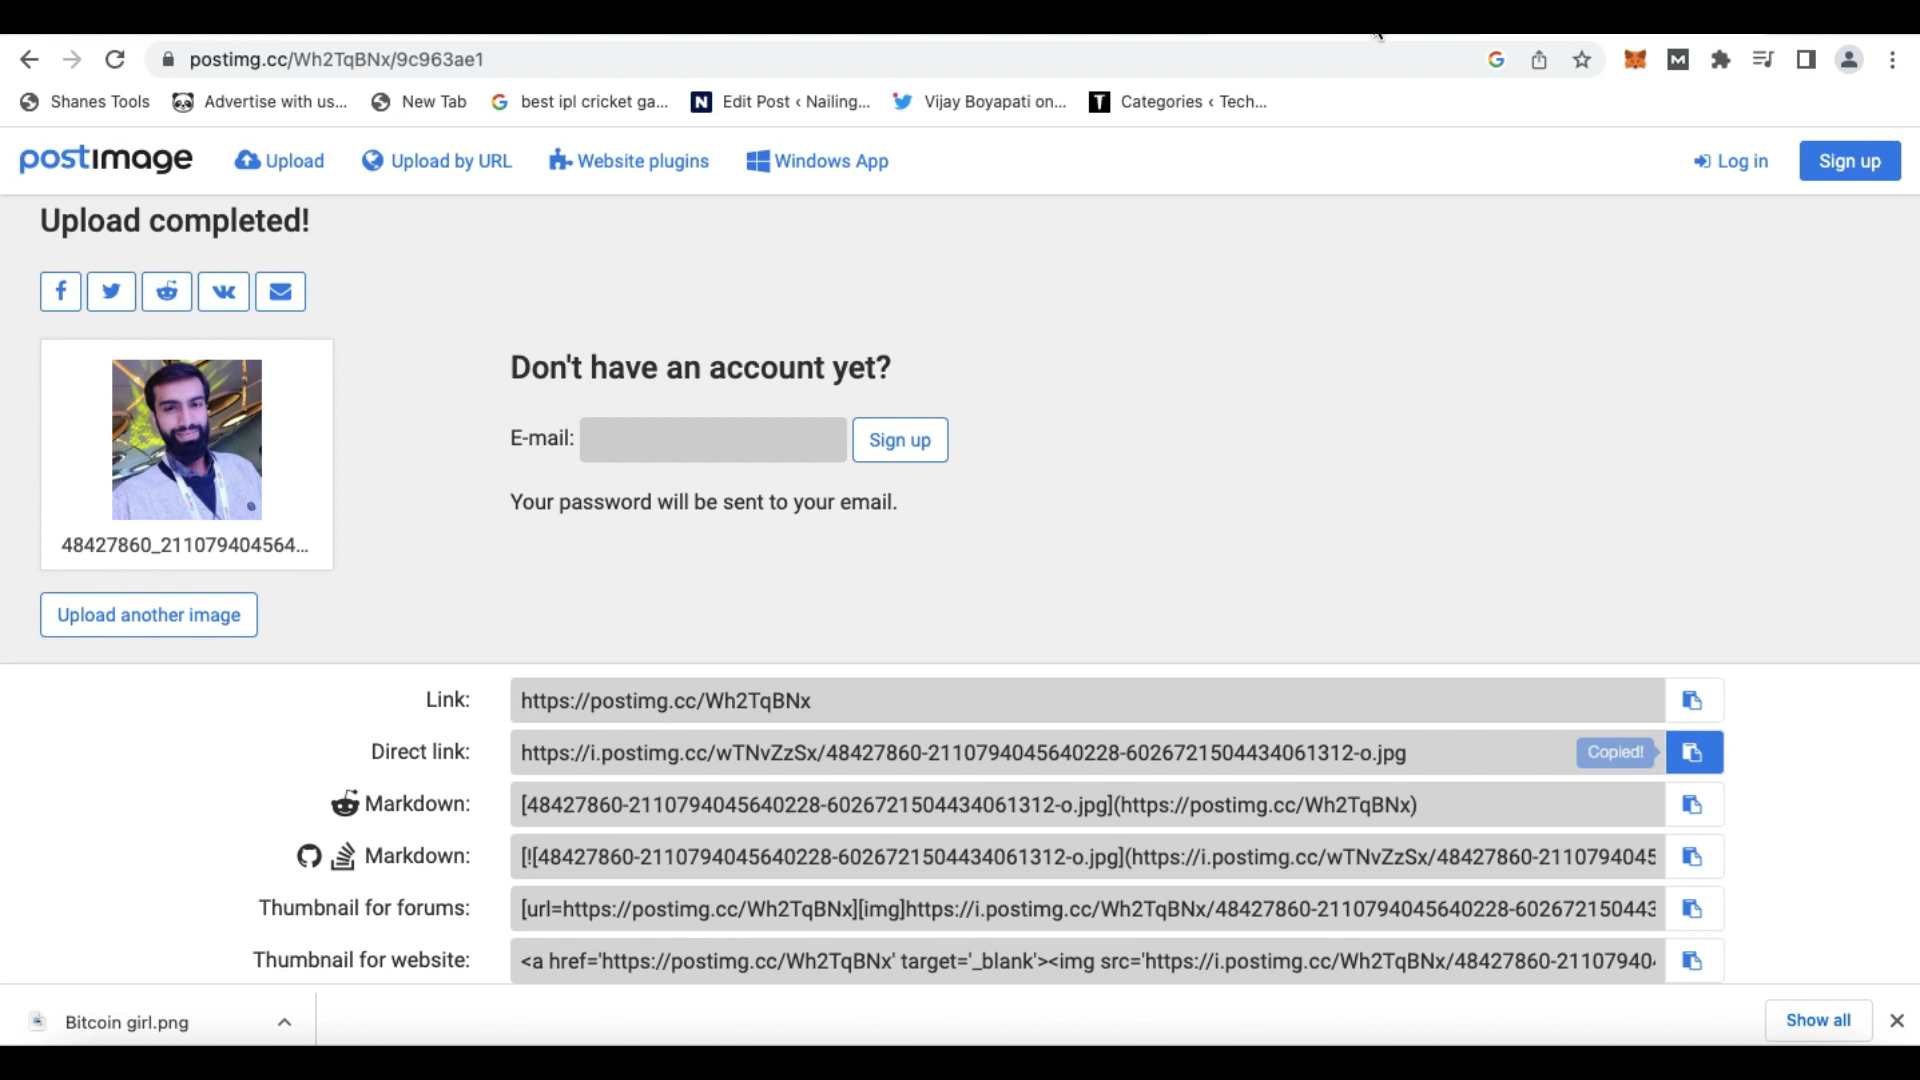 postimg.cc/Wh2TqBNx/9c963ae1
Shanes Tools
Advertise with us...
New Tab
best ipl cricket ga...
Edit Post ‹ Nailing...
Vijay Boyapati on...
Categories ‹ Tech...
postimage
Upload
Upload by URL
Website plugins
Windows App
Log in
Sign up
Upload completed!
Don't have an account yet?
E-mail:
Sign up
Your password will be sent to your email.
48427860_211079404564...
Upload another image
Link:
https://postimg.cc/Wh2TqBNx
Direct link:
https://i.postimg.cc/wTNvZzSx/48427860-2110794045640228-6026721504434061312-o.jpg
Copied!
Markdown:
[48427860-2110794045640228-6026721504434061312-o.jpg](https://postimg.cc/Wh2TqBNx)
Markdown:
[![48427860-2110794045640228-6026721504434061312-o.jpg](https://i.postimg.cc/wTNvZzSx/48427860-2110794045
Thumbnail for forums:
[url=https://postimg.cc/Wh2TqBNx][img]https://i.postimg.cc/Wh2TqBNx/48427860-2110794045640228-602672150443
Thumbnail for website:
<a href='https://postimg.cc/Wh2TqBNx' target='_blank'><img src='https://i.postimg.cc/Wh2TqBNx/48427860-21107940
Bitcoin girl.png
Show all